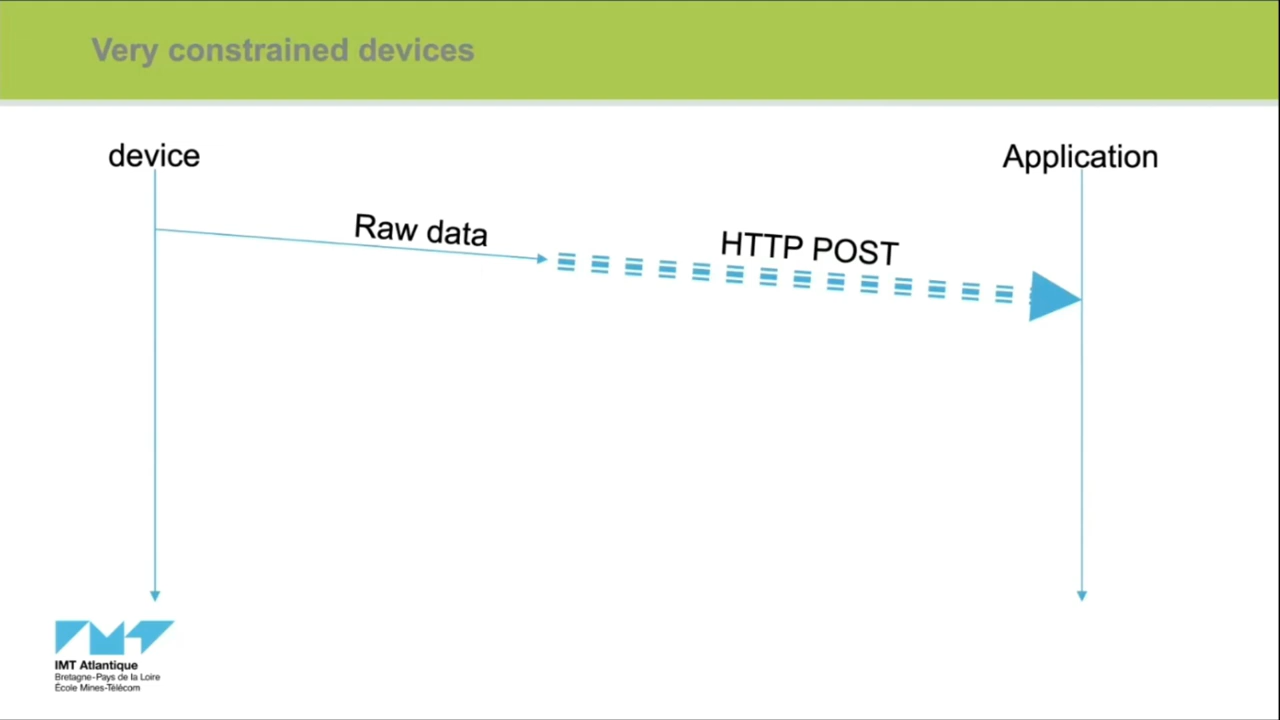 Very constrained devices
device
Application
Raw data
HTTP POST
IMT Atlantique
Bretagne-Pays de la Loire
École Mines-Télécom